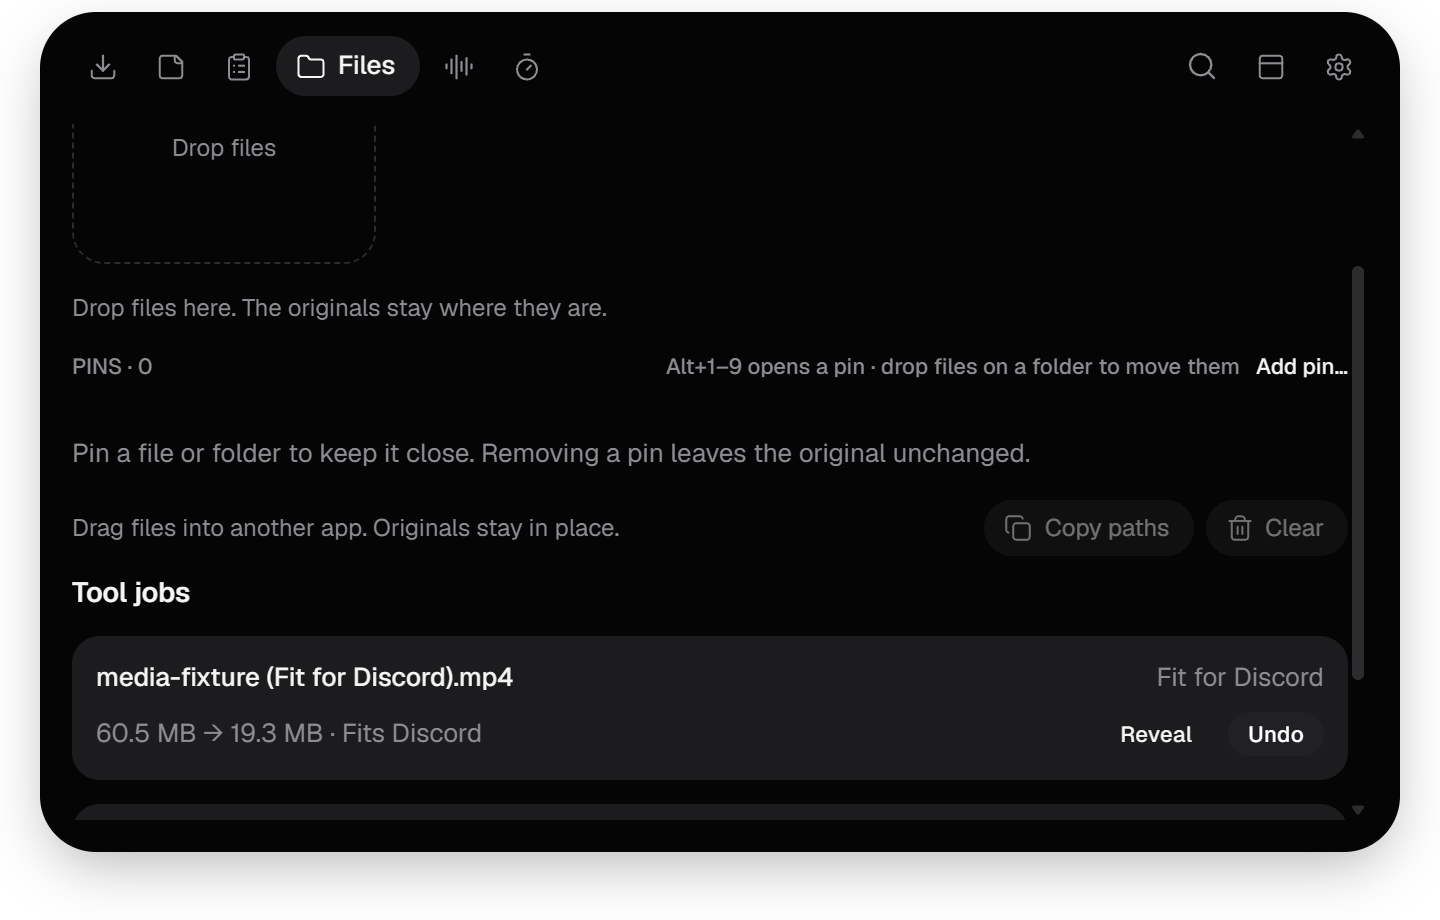 Files
Drop files
Drop files here. The originals stay where they are.
PINS · 0
Alt+1–9 opens a pin · drop files on a folder to move them
Add pin…
Pin a file or folder to keep it close. Removing a pin leaves the original unchanged.
Drag files into another app. Originals stay in place.
Copy paths
Clear
Tool jobs
media-fixture (Fit for Discord).mp4
Fit for Discord
60.5 MB → 19.3 MB · Fits Discord
Reveal
Undo